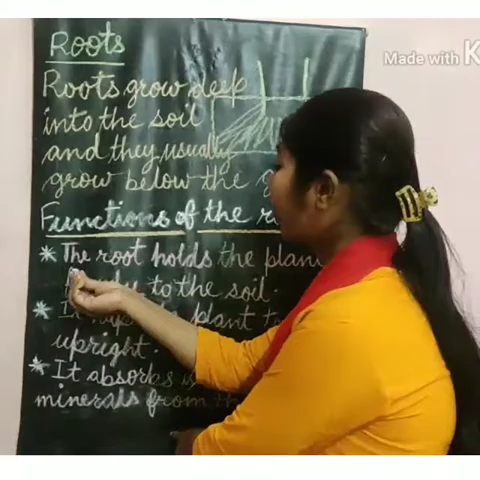 Made with K
Roots
Roots grow deep
into the soil
and they usually
grow below the
Functions of the
* The root holds the plant
to the soil.
* It plant
upright.
* It absorbs
minerals from